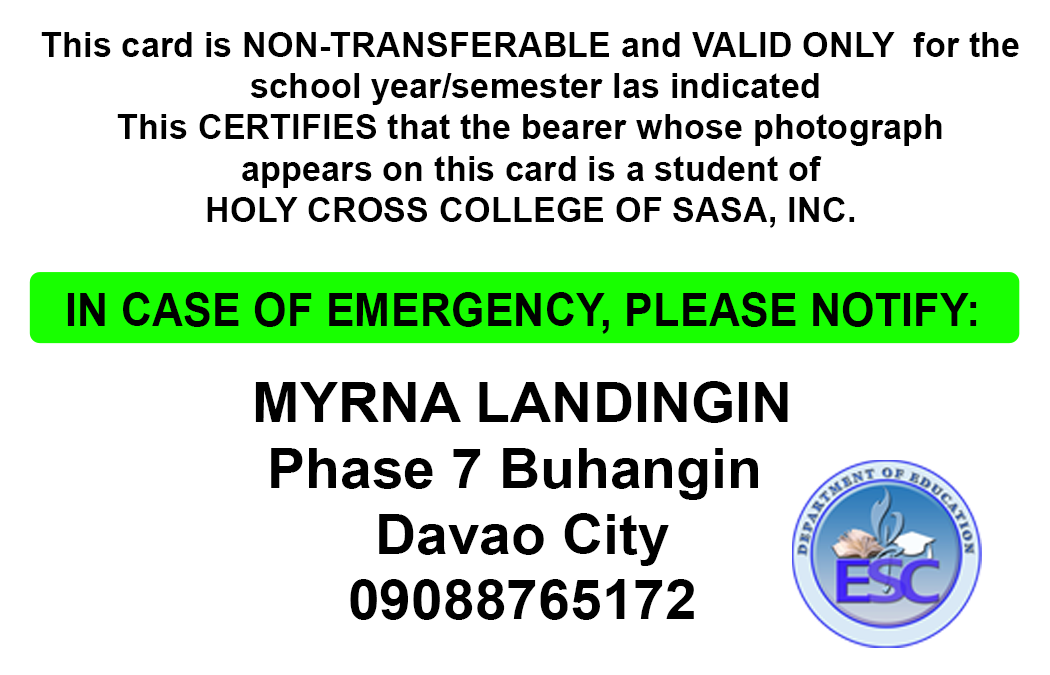 This card is NON-TRANSFERABLE and VALID ONLY  for the
school year/semester las indicated
This CERTIFIES that the bearer whose photograph
appears on this card is a student of
HOLY CROSS COLLEGE OF SASA, INC.
IN CASE OF EMERGENCY, PLEASE NOTIFY:
MYRNA LANDINGIN
Phase 7 Buhangin
Davao City
09088765172
DEPARTMENT OF EDUCATION
ESC